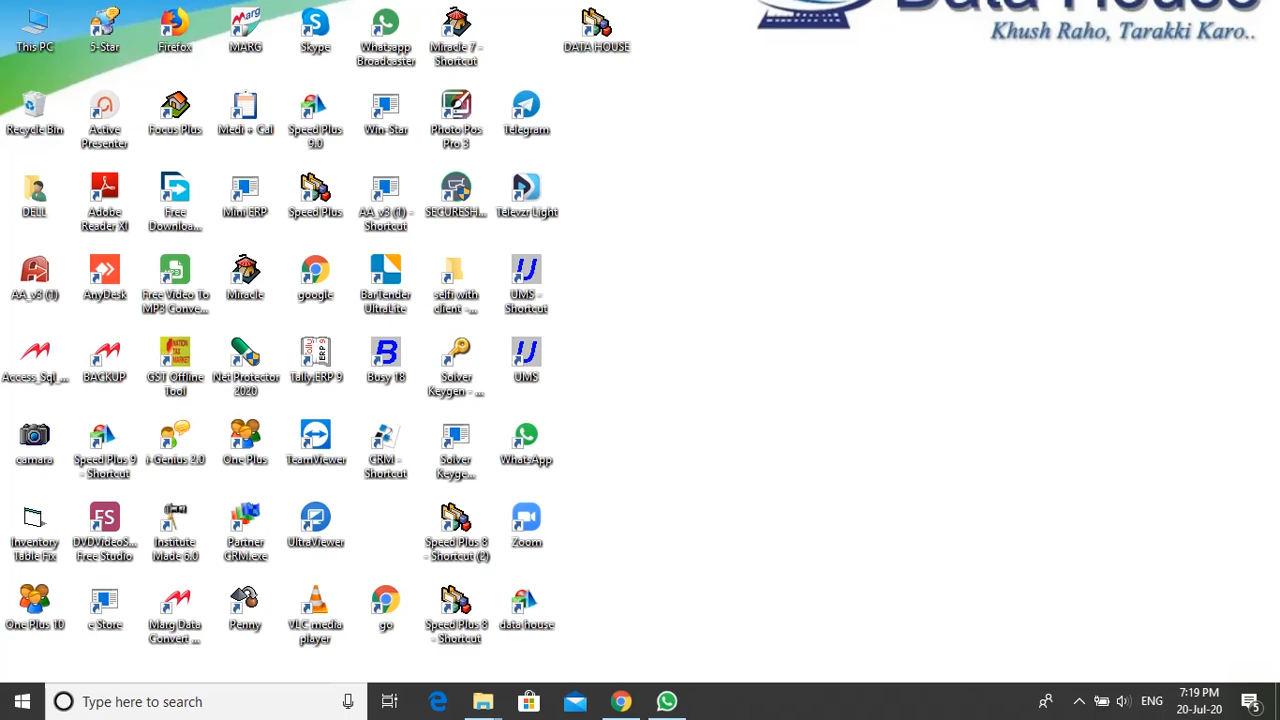 Data House
Khush Raho, Tarakki Karo..
This PC
5-Star
Firefox
MARG
Skype
Whatsapp
Broadcaster
Miracle 7 -
Shortcut
DATA HOUSE
Recycle Bin
Active
Presenter
Focus Plus
Medi + Cal
Speed Plus
9.0
Win-Star
Photo Pos
Pro 3
Telegram
DELL
Adobe
Reader XI
Free
Downloa...
Mini ERP
Speed Plus
AA_v3 (1) -
Shortcut
SECURESH...
Televzr Light
AA_v3 (1)
AnyDesk
Free Video To
MP3 Conve...
Miracle
google
BarTender
UltraLite
selfi with
client -...
UMS -
Shortcut
Access_Sql_...
BACKUP
GST Offline
Tool
Net Protector
2020
Tally.ERP 9
Busy 18
Solver
Keygen - ...
UMS
camara
Speed Plus 9
- Shortcut
i-Genius 2.0
One Plus
TeamViewer
CRM -
Shortcut
Solver
Keyge...
WhatsApp
Inventory
Table Fix
DVDVideoS...
Free Studio
Institute
Made 6.0
Partner
CRM.exe
UltraViewer
Speed Plus 8
- Shortcut (2)
Zoom
One Plus 10
e Store
Marg Data
Convert ...
Penny
VLC media
player
go
Speed Plus 8
- Shortcut
data house
Type here to search
ENG
7:19 PM
20-Jul-20
5